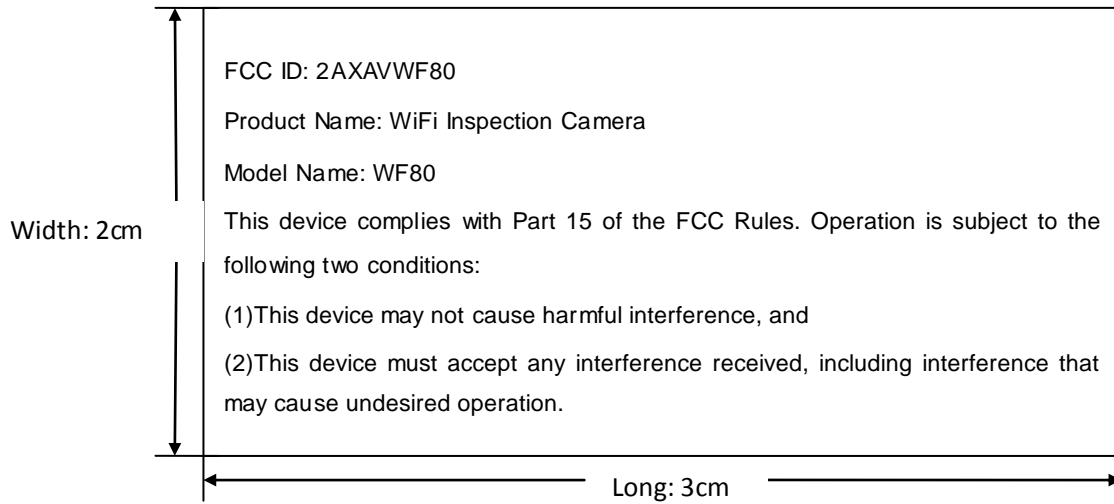 FCC ID: 2AXAVWF80
Product Name: WiFi Inspection Camera
Model Name: WF80
Width: 2cm
This device complies with Part 15 of the FCC Rules. Operation is subject to the
following two conditions:
(1)This device may not cause harmful interference, and
(2)This device must accept any interference received, including interference that
may cause undesired operation.
Long: 3cm